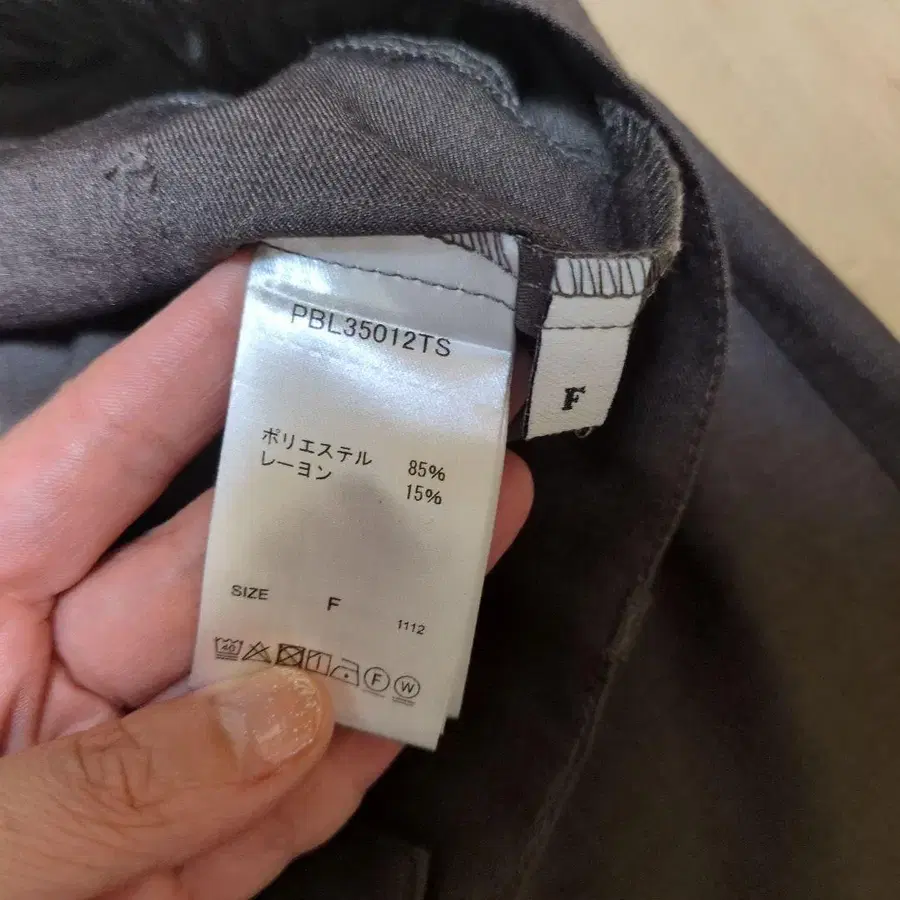 PBL35012TS
F
ポリエステル 85%
レーヨン 15%
SIZE F
1112
40 F W